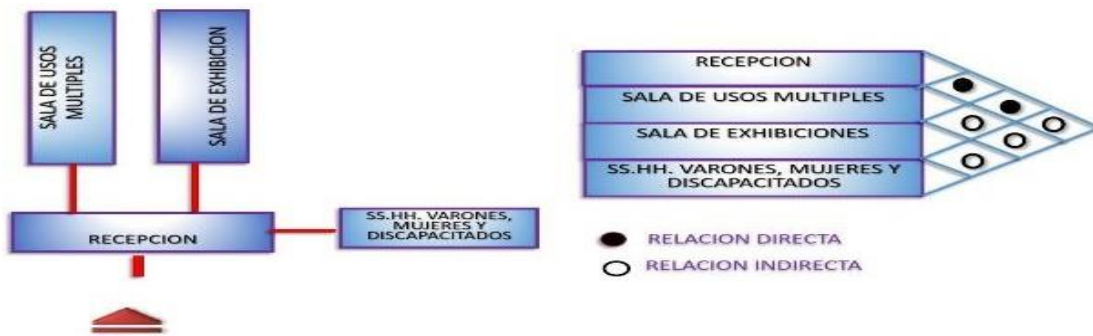 SALA DE USOS
MULTIPLES
SALA DE EXHIBICION
RECEPCION
SS.HH. VARONES,
MUJERES Y
DISCAPACITADOS
RECEPCION
SALA DE USOS MULTIPLES
SALA DE EXHIBICIONES
SS.HH. VARONES, MUJERES Y
DISCAPACITADOS
RELACION DIRECTA
RELACION INDIRECTA